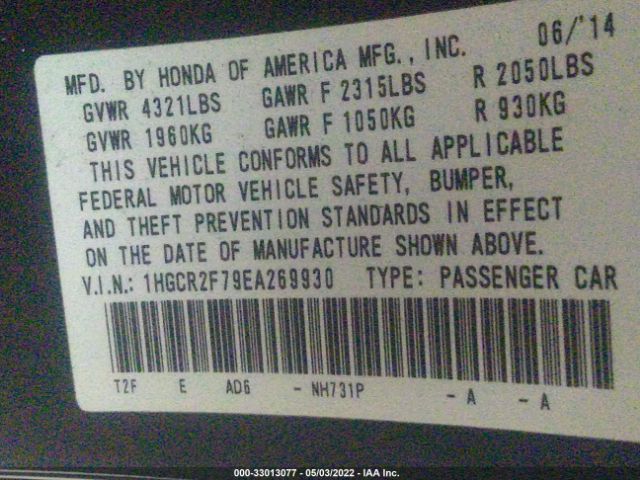 MFD. BY HONDA OF AMERICA MFG., INC. 06/'14
GVWR 4321LBS GAWR F 2315LBS R 2050LBS
GVWR 1960KG GAWR F 1050KG R 930KG
THIS VEHICLE CONFORMS TO ALL APPLICABLE
FEDERAL MOTOR VEHICLE SAFETY, BUMPER,
AND THEFT PREVENTION STANDARDS IN EFFECT
ON THE DATE OF MANUFACTURE SHOWN ABOVE.
V.I.N.: 1HGCR2F79EA269930 TYPE: PASSENGER CAR
T2F E AD6 - NH731P - A - A
000-33013077 - 05/03/2022 - IAA Inc.